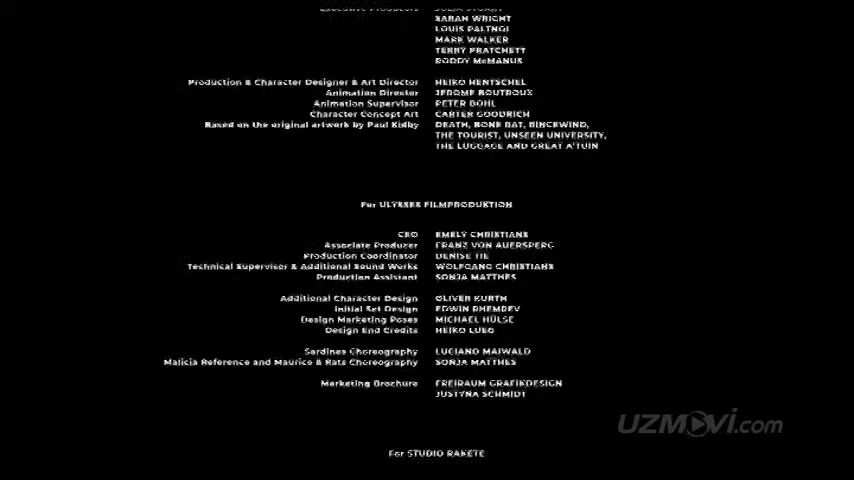 Executive Producers
SARAH WRIGHT
LOUIS PALTNOI
MARK WALKER
TERRY PRATCHETT
RODDY McMANUS
Production & Character Designer & Art Director HEIKO HENTSCHEL
Animation Director JEROME BOUTROUX
Animation Supervisor PETER BOHL
Character Concept Art CARTER GOODRICH
Based on the original artwork by Paul Kidby DEATH, BONE RAT, RINCEWIND,
THE TOURIST, UNSEEN UNIVERSITY,
THE LUGGAGE AND GREAT A'TUIN
For ULYSSES FILMPRODUKTION
CEO EMELY CHRISTIANS
Associate Producer FRANZ VON AUERSPERG
Production Coordinator DENISE TIE
Technical Supervisor & Additional Sound Works WOLFGANG CHRISTIANS
Production Assistant SONJA MATTHES
Additional Character Design OLIVER KURTH
Initial Set Design EDWIN
Design Marketing Poses MICHAEL HÜLSE
Design End Credits HEIKO LUEG
Sardines Choreography LUCIANO MAIWALD
Malicia Reference and Maurice & Rats Choreography SONJA MATTHES
Marketing Brochure FREIRAUM GRAFIKDESIGN
JUSTYNA SCHMIDT
UZMOVi.com
For STUDIO RAKETE